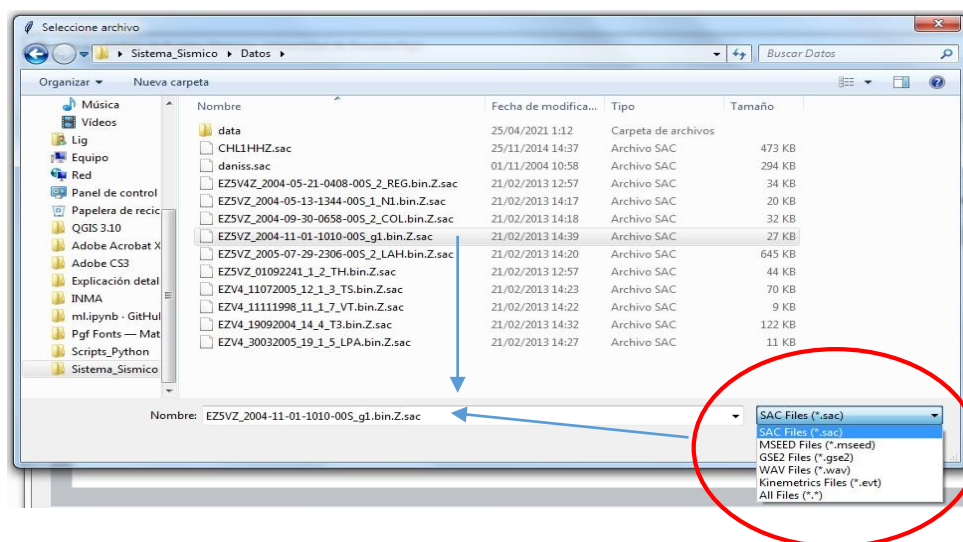 Seleccione archivo
Sistema_Sismico Datos
Buscar Datos
Organizar Nueva carpeta
Música
Vídeos
Lig
Equipo
Red
Panel de control
Papelera de recic
QGIS 3.10
Adobe Acrobat X
Adobe CS3
Explicación detal
INMA
ml.ipynb - GitHul
Pgf Fonts — Mat
Scripts_Python
Sistema_Sismico
Nombre Fecha de modifica... Tipo Tamaño
data 25/04/2021 1:12 Carpeta de archivos
CHL1HHZ.sac 25/11/2014 14:37 Archivo SAC 473 KB
daniss.sac 01/11/2004 10:58 Archivo SAC 294 KB
EZ5V4Z_2004-05-21-0408-00S_2_REG.bin.Z.sac 21/02/2013 12:57 Archivo SAC 34 KB
EZ5VZ_2004-05-13-1344-00S_1_N1.bin.Z.sac 21/02/2013 14:17 Archivo SAC 20 KB
EZ5VZ_2004-09-30-0658-00S_2_COL.bin.Z.sac 21/02/2013 14:18 Archivo SAC 32 KB
EZ5VZ_2004-11-01-1010-00S_g1.bin.Z.sac 21/02/2013 14:39 Archivo SAC 27 KB
EZ5VZ_2005-07-29-2306-00S_2_LAH.bin.Z.sac 21/02/2013 14:20 Archivo SAC 645 KB
EZ5VZ_01092241_1_2_TH.bin.Z.sac 21/02/2013 12:57 Archivo SAC 44 KB
EZV4_11072005_12_1_3_TS.bin.Z.sac 21/02/2013 14:23 Archivo SAC 70 KB
EZV4_11111998_11_1_7_VT.bin.Z.sac 21/02/2013 14:22 Archivo SAC 9 KB
EZV4_19092004_14_4_T3.bin.Z.sac 21/02/2013 14:32 Archivo SAC 122 KB
EZV4_30032005_19_1_5_LPA.bin.Z.sac 21/02/2013 14:27 Archivo SAC 11 KB
Nombre: EZ5VZ_2004-11-01-1010-00S_g1.bin.Z.sac
SAC Files (*.sac)
SAC Files (*.sac)
MSEED Files (*.mseed)
GSE2 Files (*.gse2)
WAV Files (*.wav)
Kinemetrics Files (*.evt)
All Files (*.*)